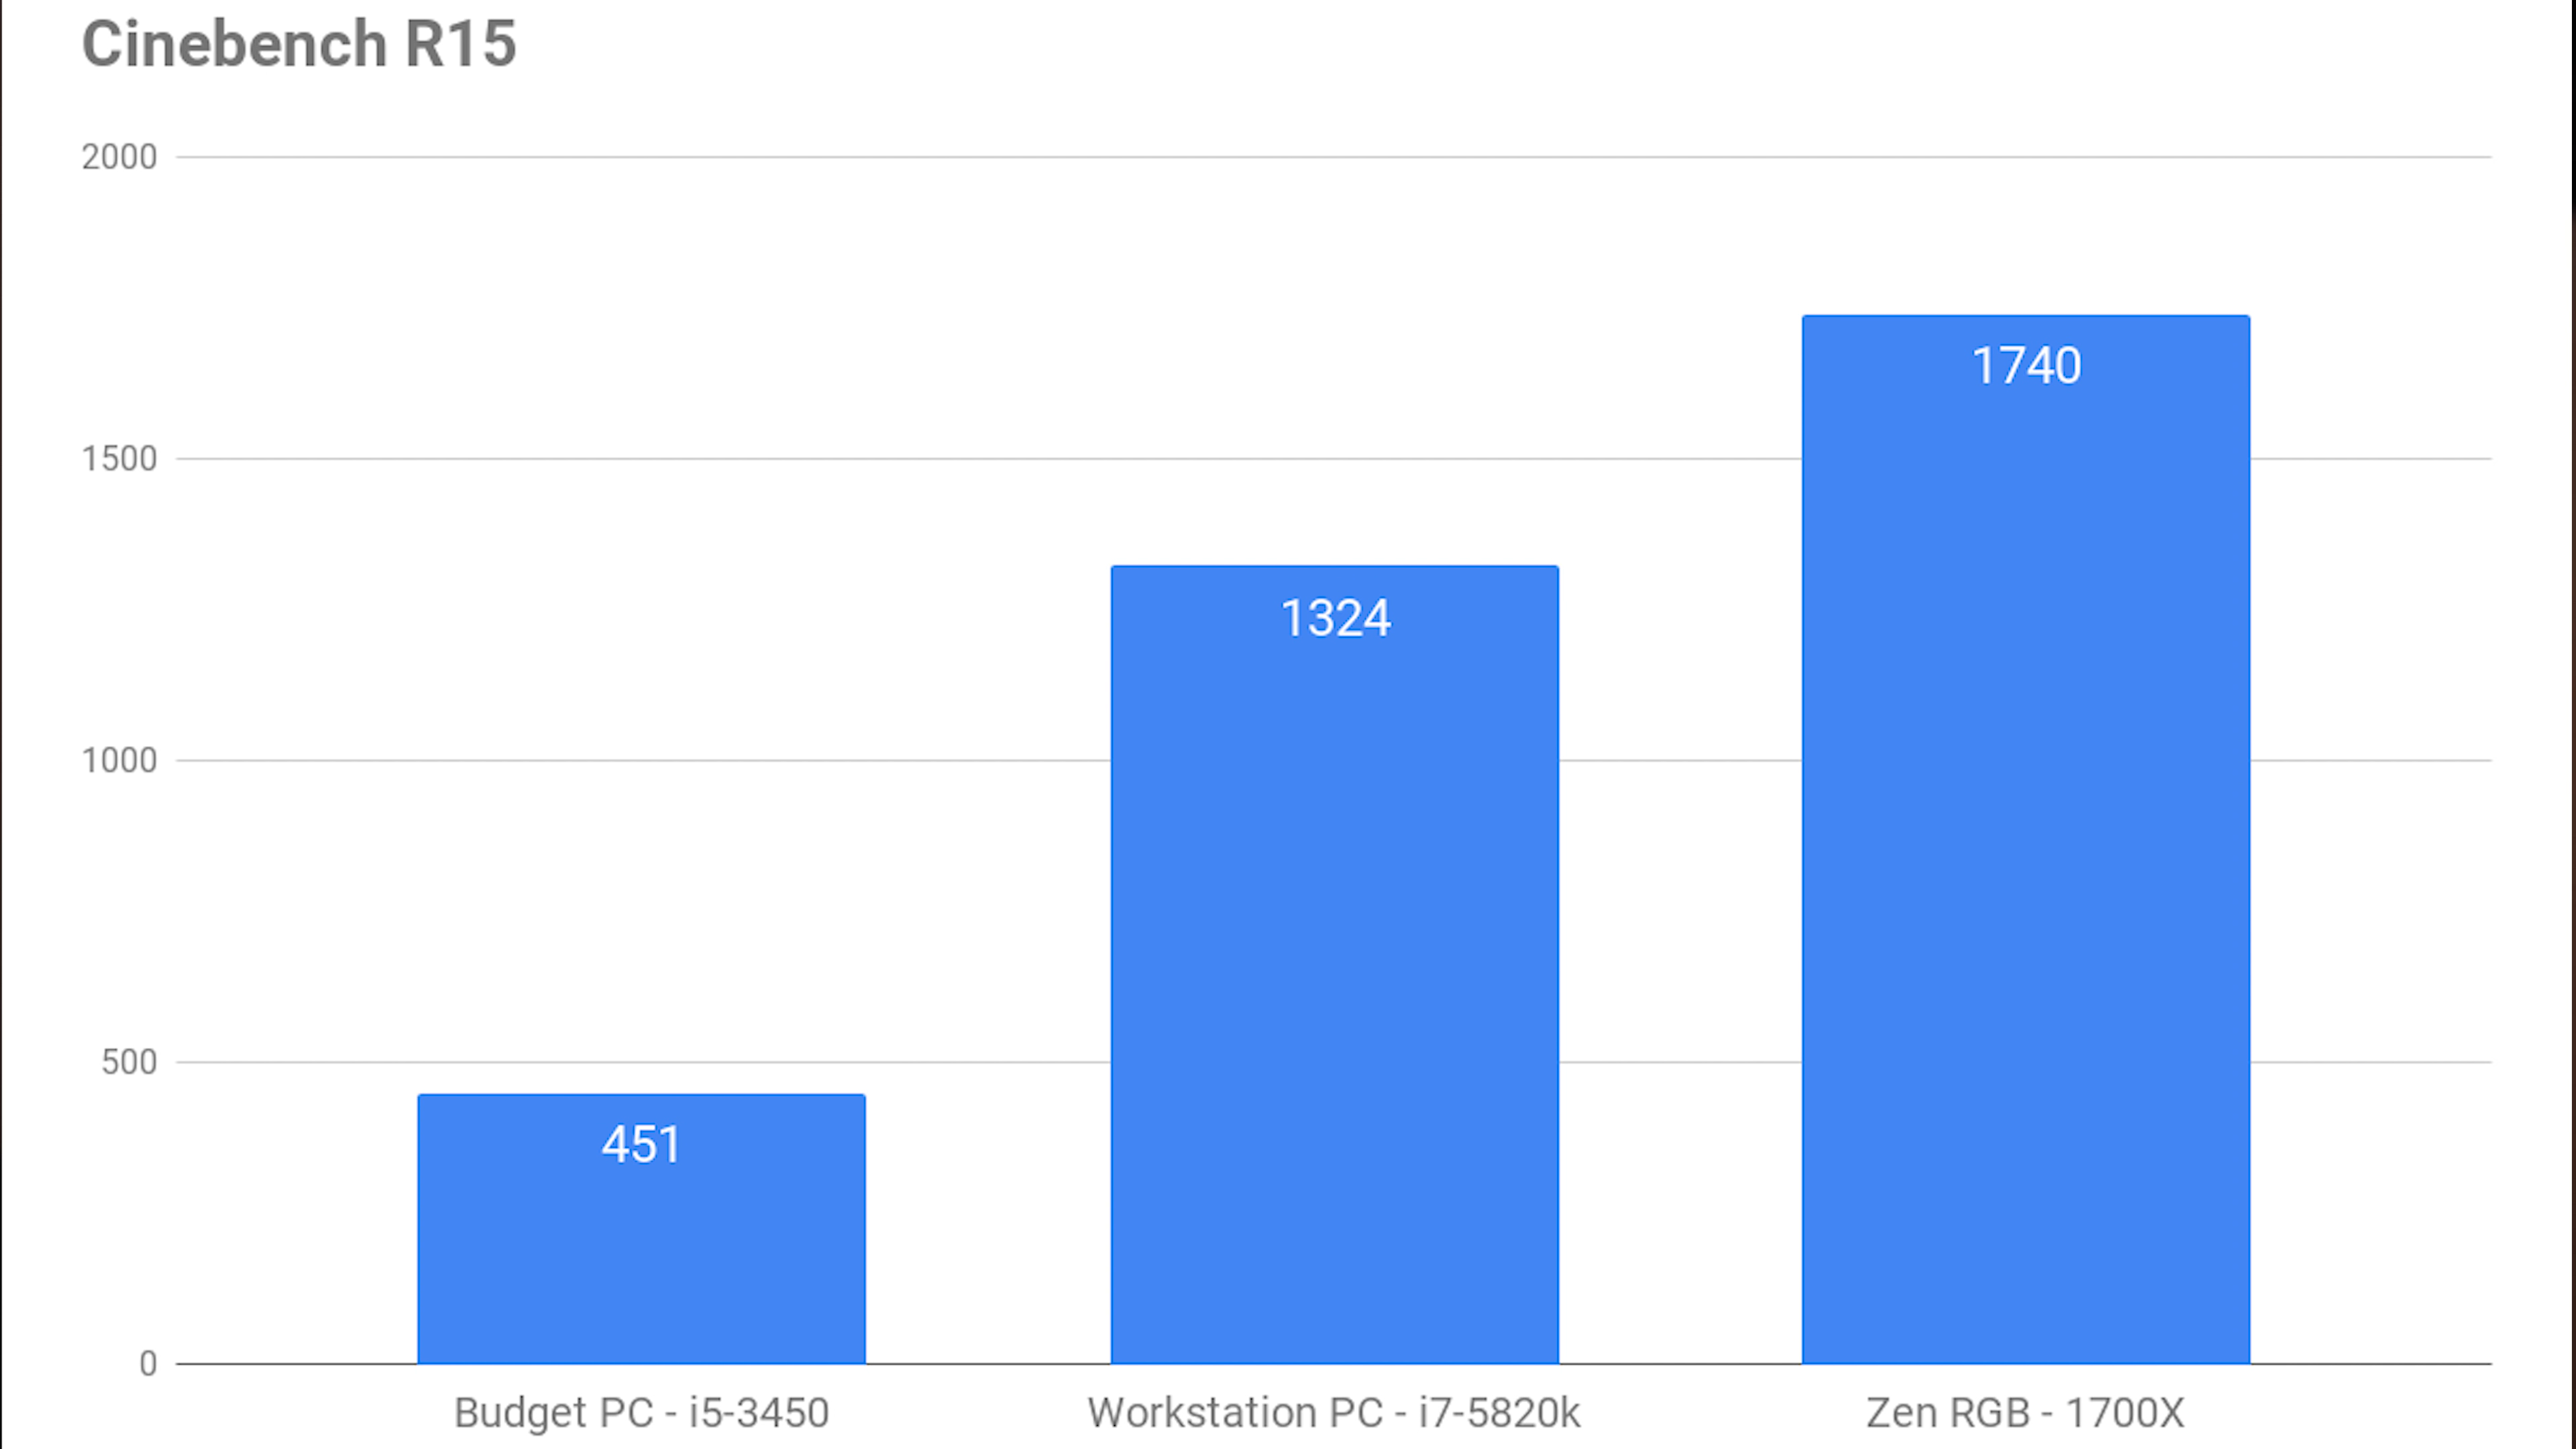 Cinebench R15
2000
1500
1000
500
0
1740
1324
451
Budget PC - i5-3450
Workstation PC - i7-5820k
Zen RGB - 1700X